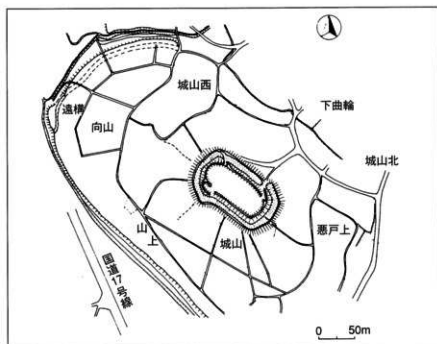 城山西
下曲輪
遠構
向山
城山北
山上
城山
悪戸上
国道17号線
0 50m